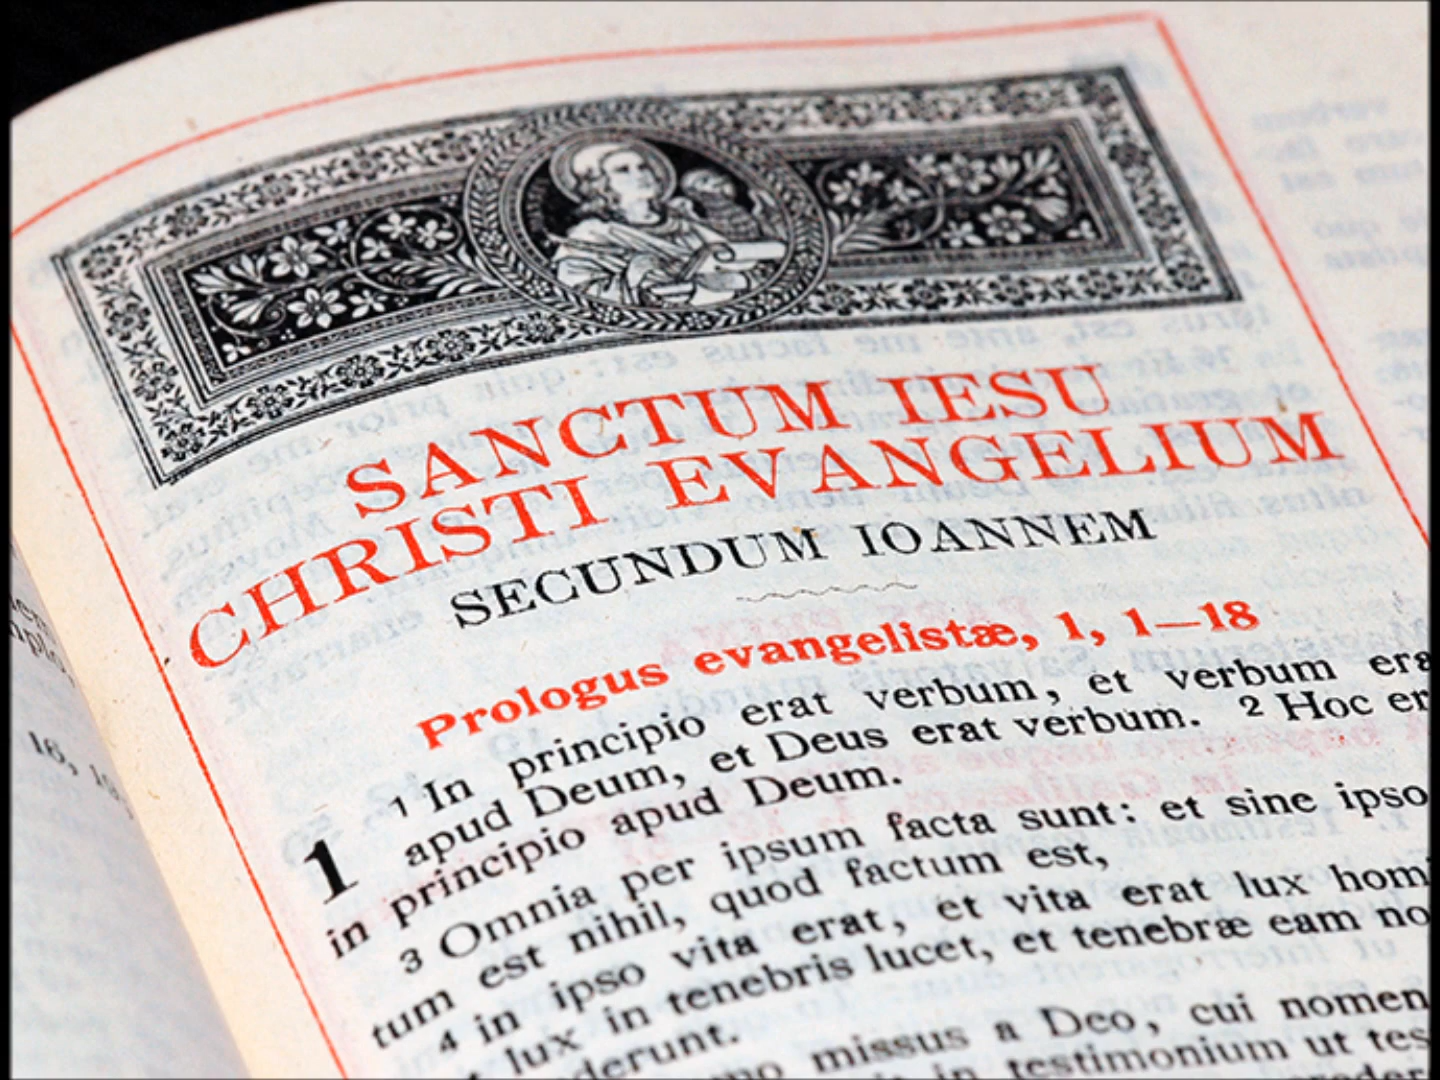 SANCTUM IESU
CHRISTI EVANGELIUM
SECUNDUM IOANNEM
Prologus evangelistæ, 1, 1—18
1 1 In principio erat verbum, et verbum
apud Deum, et Deus erat verbum. 2 Hoc
in principio apud Deum.
3 Omnia per ipsum facta sunt: et sine ipso
tum est nihil, quod factum est,
4 in ipso vita erat, et vita erat lux hom
lux in tenebris lucet, et tenebræ eam no
derunt.
missus a Deo, cui nomen
in testimonium ut tes